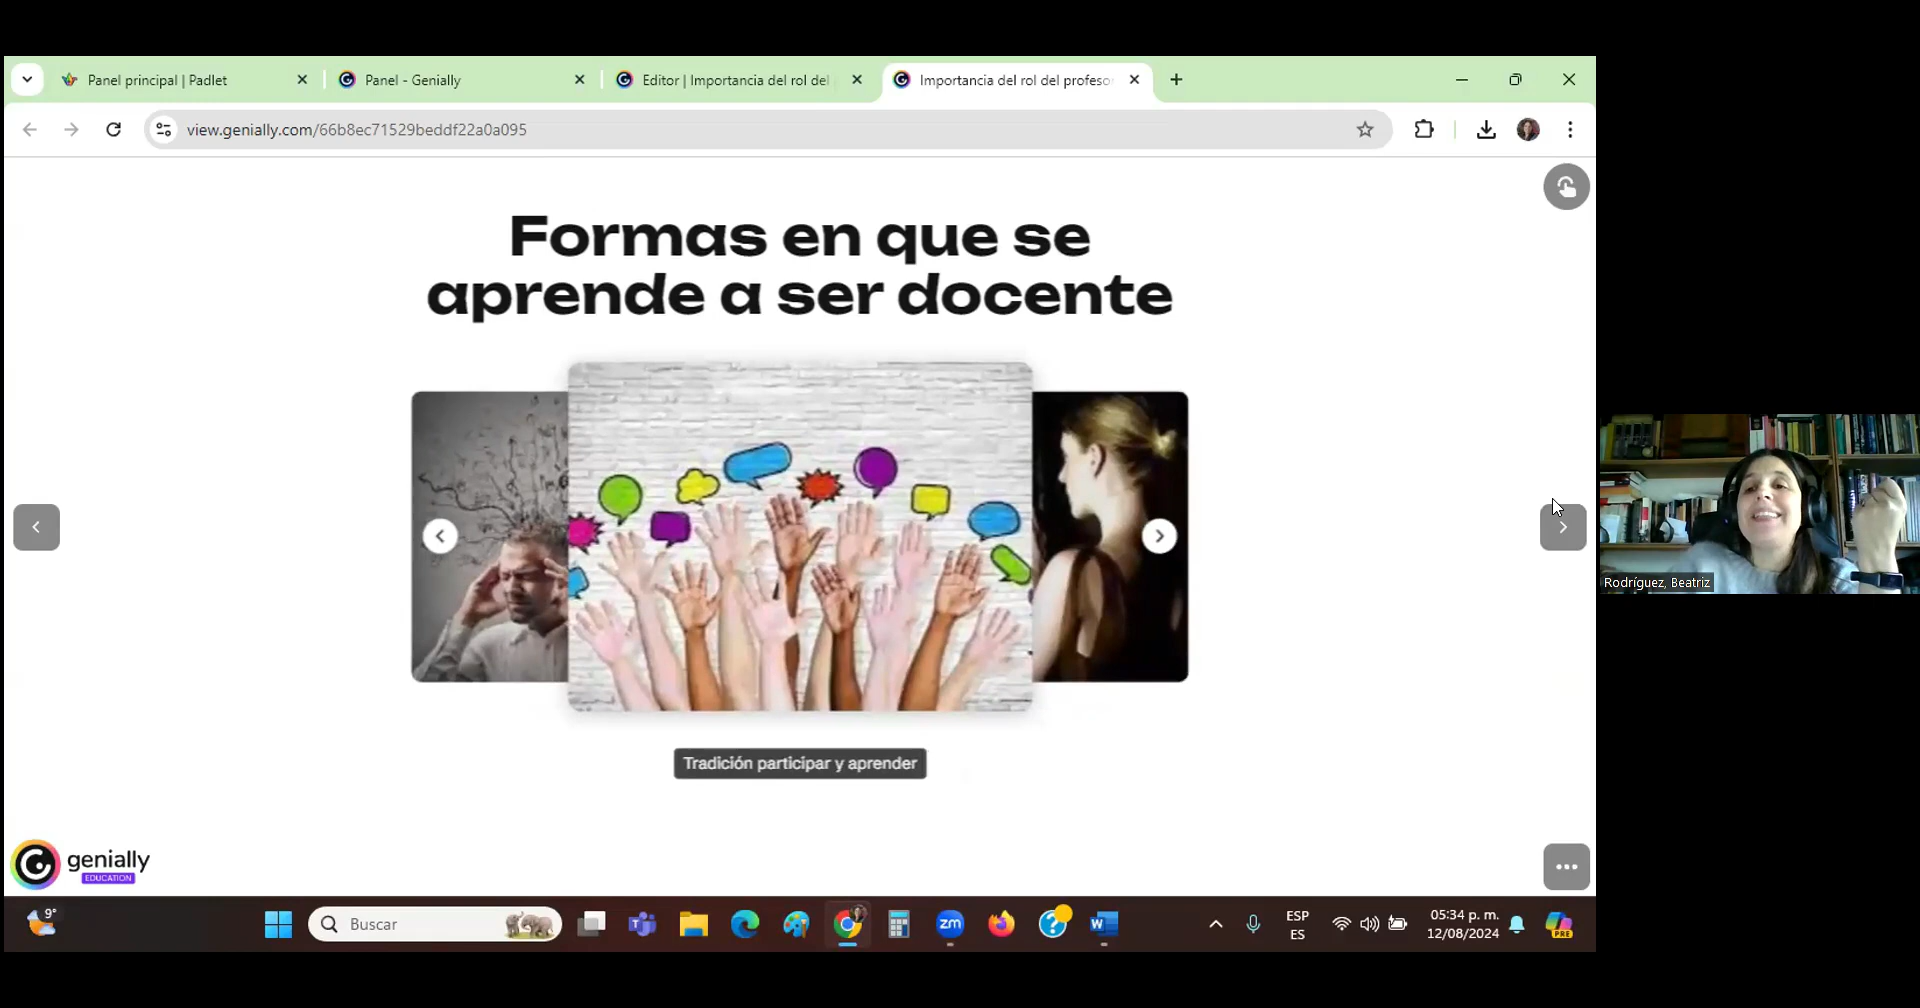 Panel principal | Padlet
Panel - Genially
Editor | Importancia del rol del
Importancia del rol del profeso
view.genially.com/66b8ec71529beddf22a0a095
Formas en que se
aprende a ser docente
Tradición participar y aprender
Rodríguez, Beatriz
genially
EDUCATION
9°
Buscar
zm
W
ESP
ES
05:34 p. m.
12/08/2024
PRE